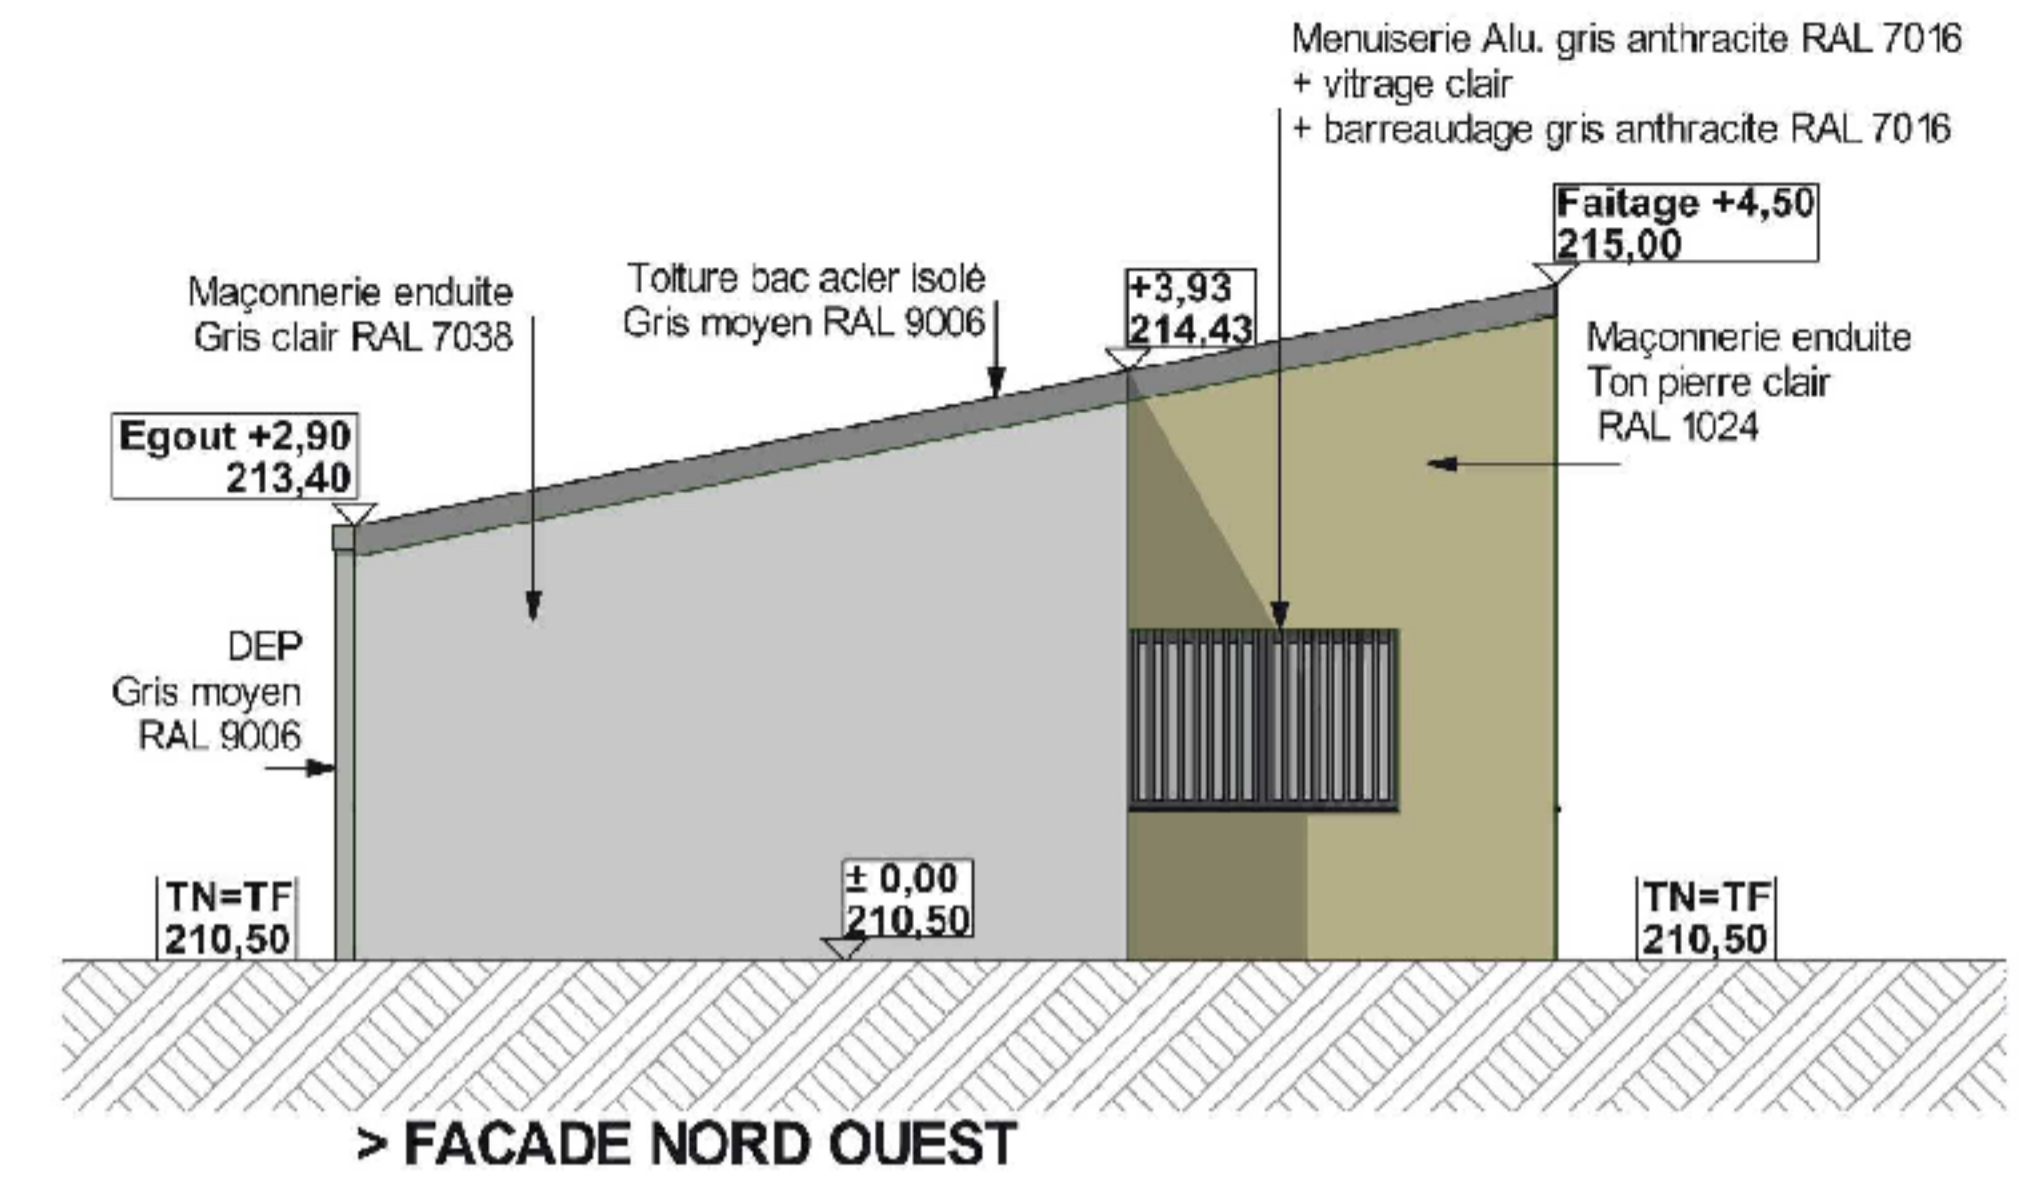 Menuiserie Alu. gris anthracite RAL 7016
+ vitrage clair
+ barreaudage gris anthracite RAL 7016
Faitage +4,50
215,00
+3,93
214,43
Toiture bac acier isolé
Gris moyen RAL 9006
Maçonnerie enduite
Gris clair RAL 7038
Maçonnerie enduite
Ton pierre clair
RAL 1024
Egout +2,90
213,40
DEP
Gris moyen
RAL 9006
± 0,00
210,50
TN=TF
210,50
TN=TF
210,50
> FACADE NORD OUEST